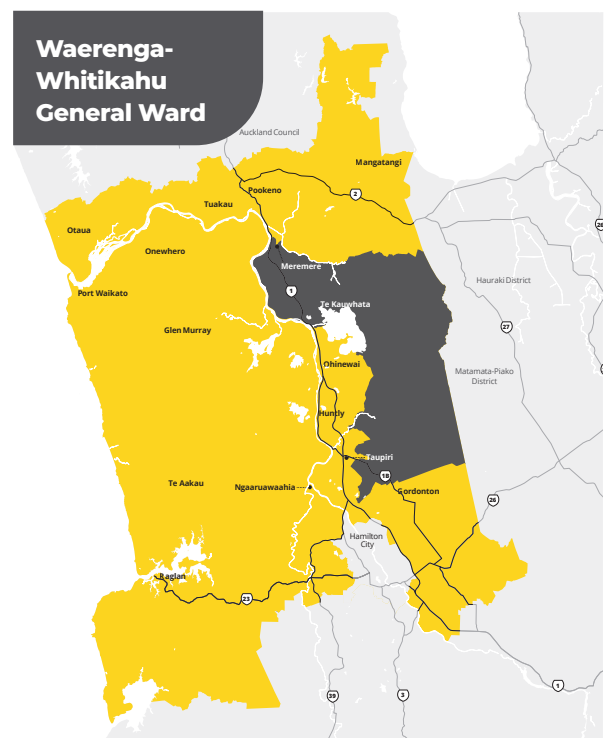 Waerenga-
Whitikahu
General Ward
Auckland Council
Mangatangi
Pookeno
2
Tuakau
Otaua
Onewhero
Meremere
26
Hauraki District
Port Waikato
1
Te Kauwhata
Glen Murray
27
Ohinewai
Matamata-Piako
District
Huntly
Taupiri
18
Te Aakau
Ngaaruawaahia
Gordonton
26
Hamilton
City
Raglan
23
1
39
3